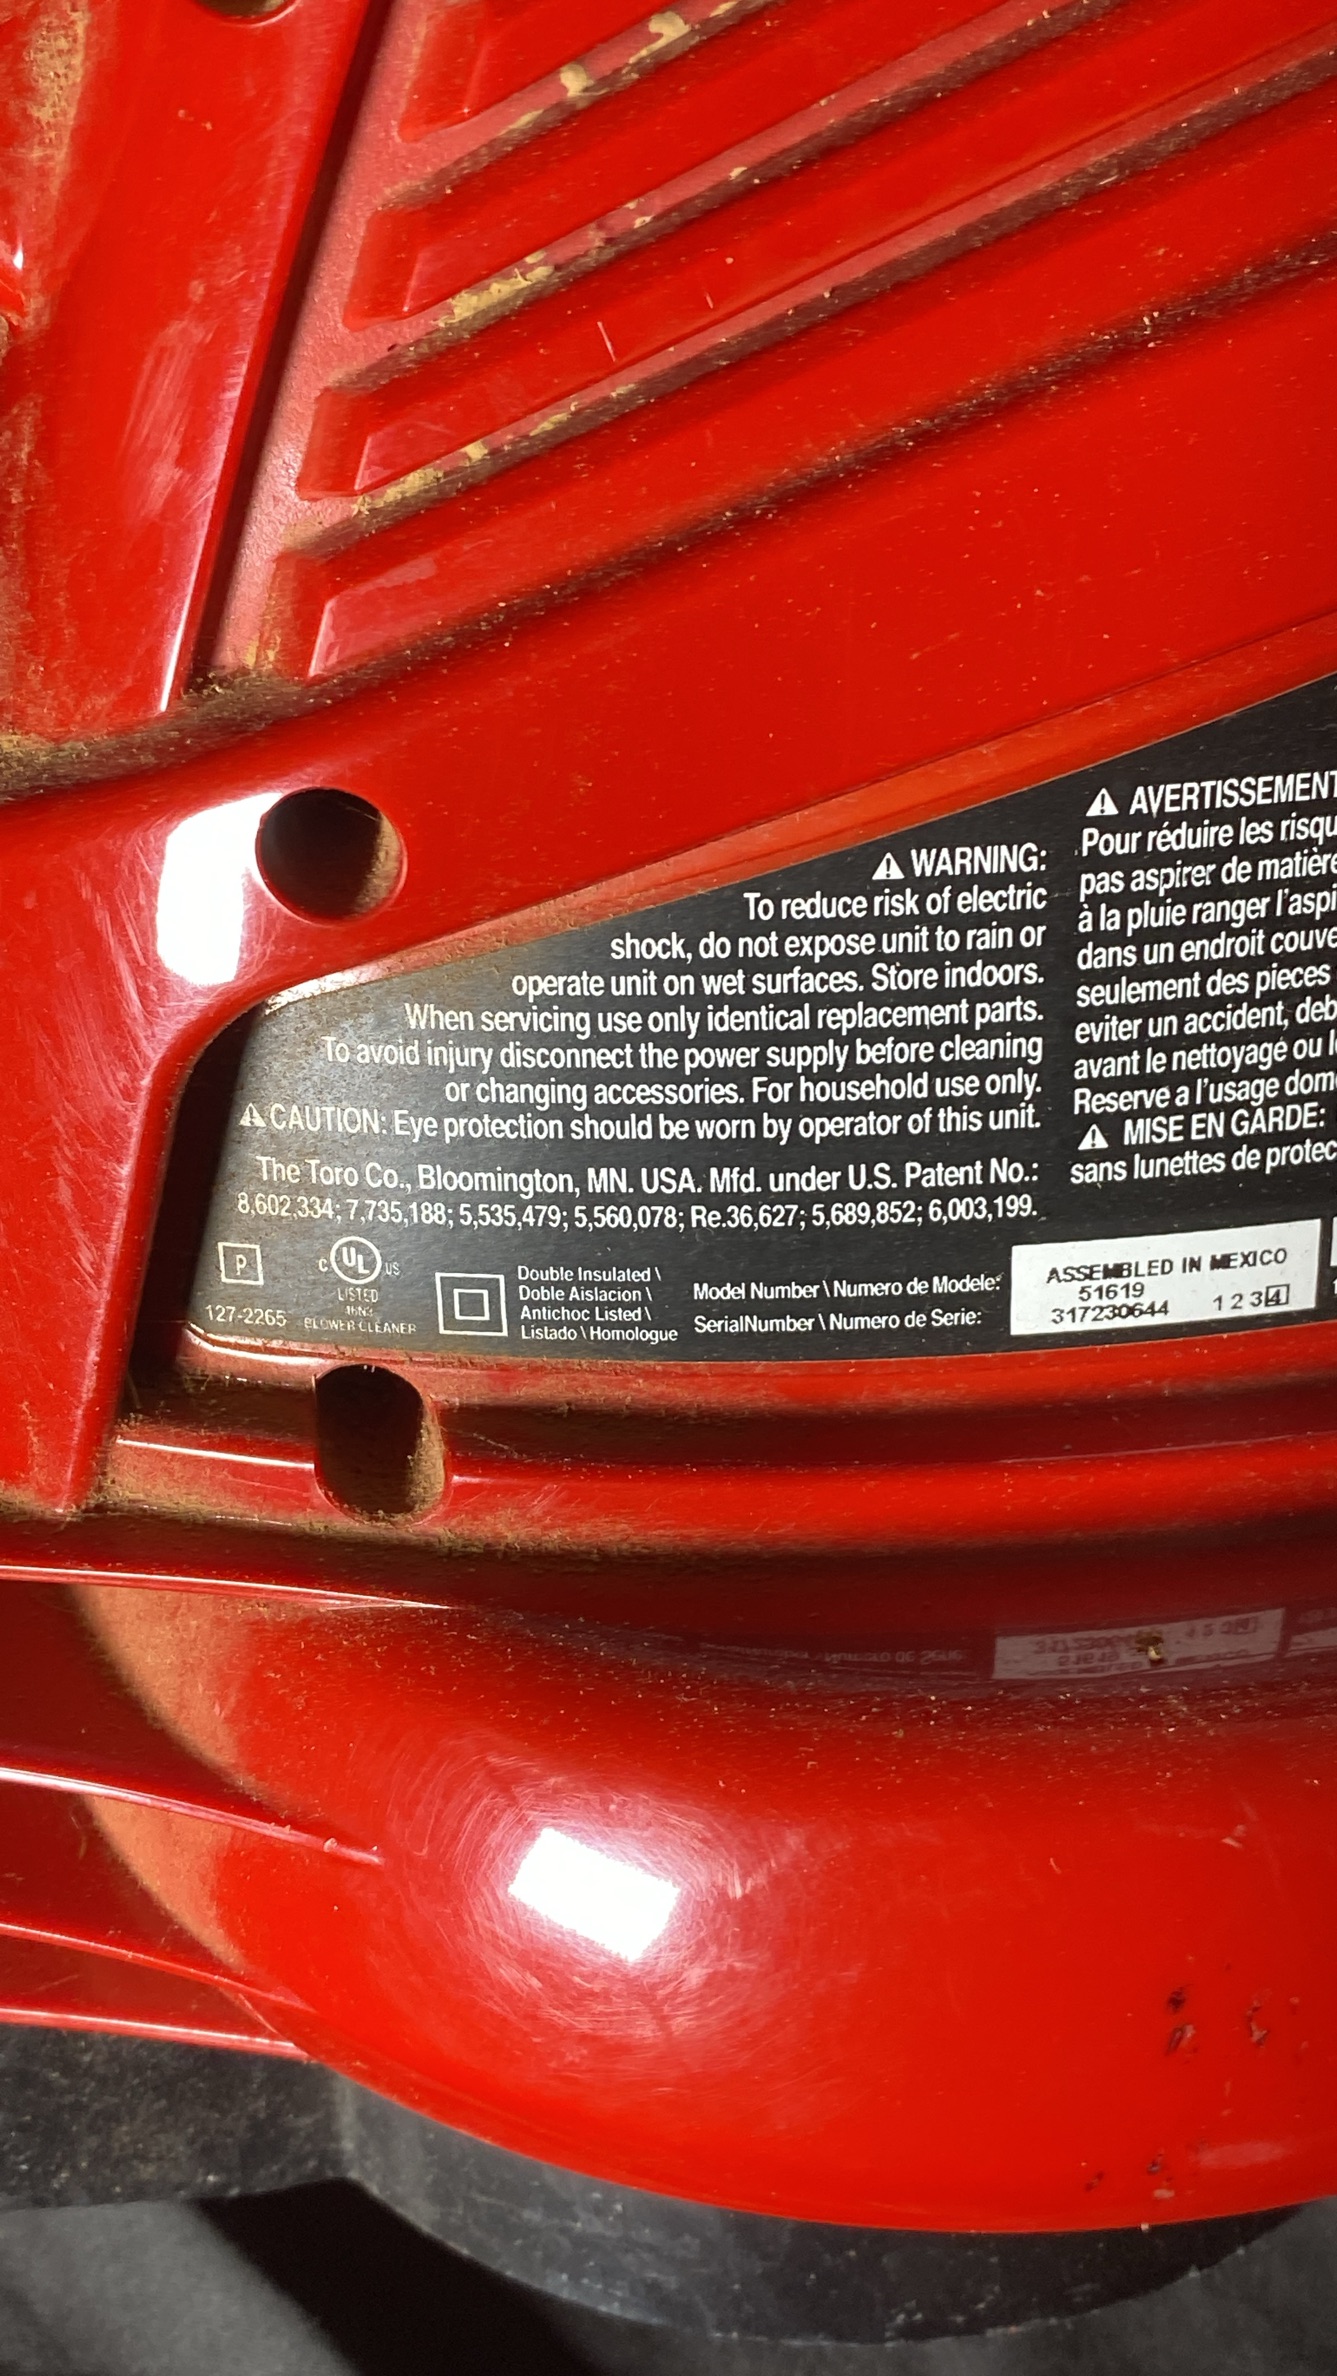 ⚠ WARNING:
To reduce risk of electric
shock, do not expose unit to rain or
operate unit on wet surfaces. Store indoors.
When servicing use only identical replacement parts.
To avoid injury disconnect the power supply before cleaning
or changing accessories. For household use only.
⚠ CAUTION: Eye protection should be worn by operator of this unit.
The Toro Co., Bloomington, MN. USA. Mfd. under U.S. Patent No.:
8,602,334; 7,735,188; 5,535,479; 5,560,078; Re.36,627; 5,689,852; 6,003,199.
⚠ AVERTISSEMENT
Pour réduire les
pas aspirer de
à la pluie ranger
dans un endroit
seulement des pieces
eviter un accident,
avant le nettoyage ou
Reserve a l'usage
⚠ MISE EN GARDE:
sans lunettes de
P
127-2265
C UL US
LISTED
BLOWER CLEANER
Double Insulated \
Doble Aislacion \
Antichoc Listed \
Listado \ Homologue
Model Number \ Numero de Modele:
SerialNumber \ Numero de Serie:
ASSEMBLED IN MEXICO
51619
317230644 1 2 3 4